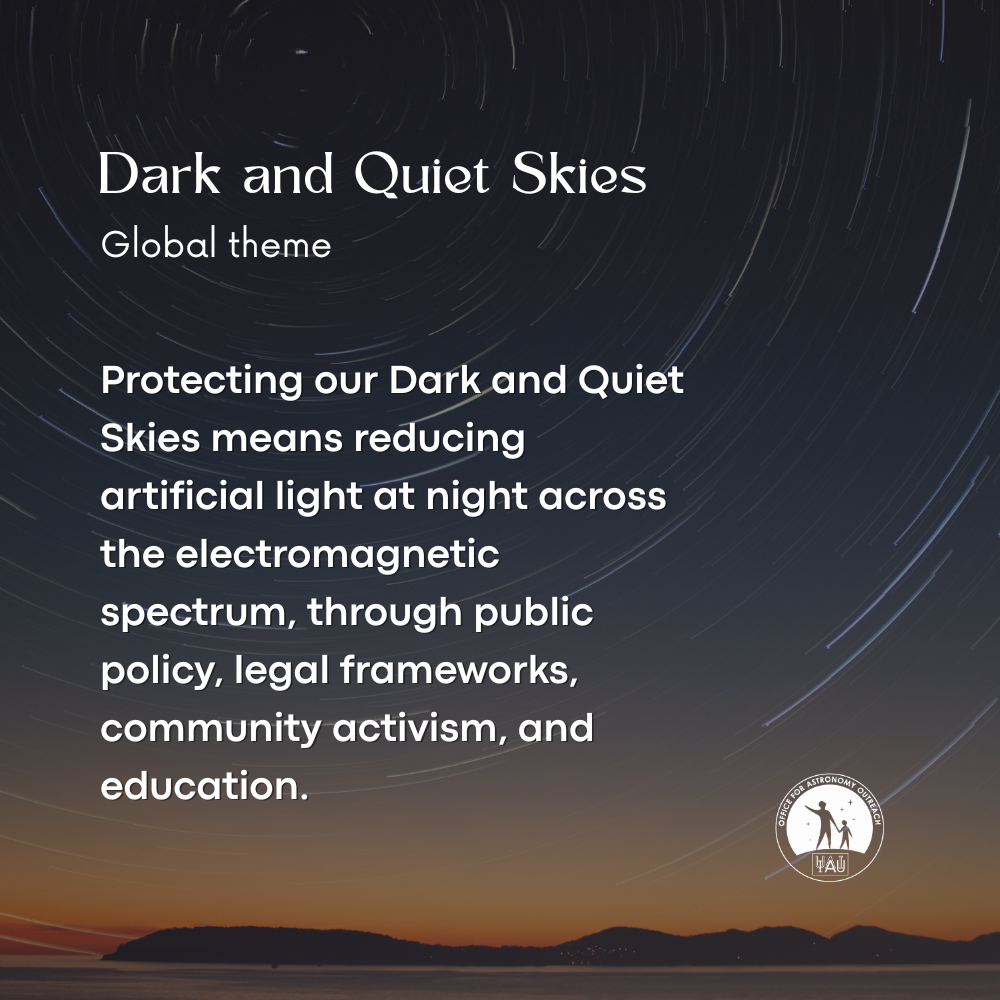 Dark and Quiet Skies
Global theme
Protecting our Dark and Quiet
Skies means reducing
artificial light at night across
the electromagnetic
spectrum, through public
policy, legal frameworks,
community activism, and
education.
OFFICE FOR ASTRONOMY OUTREACH
IAU